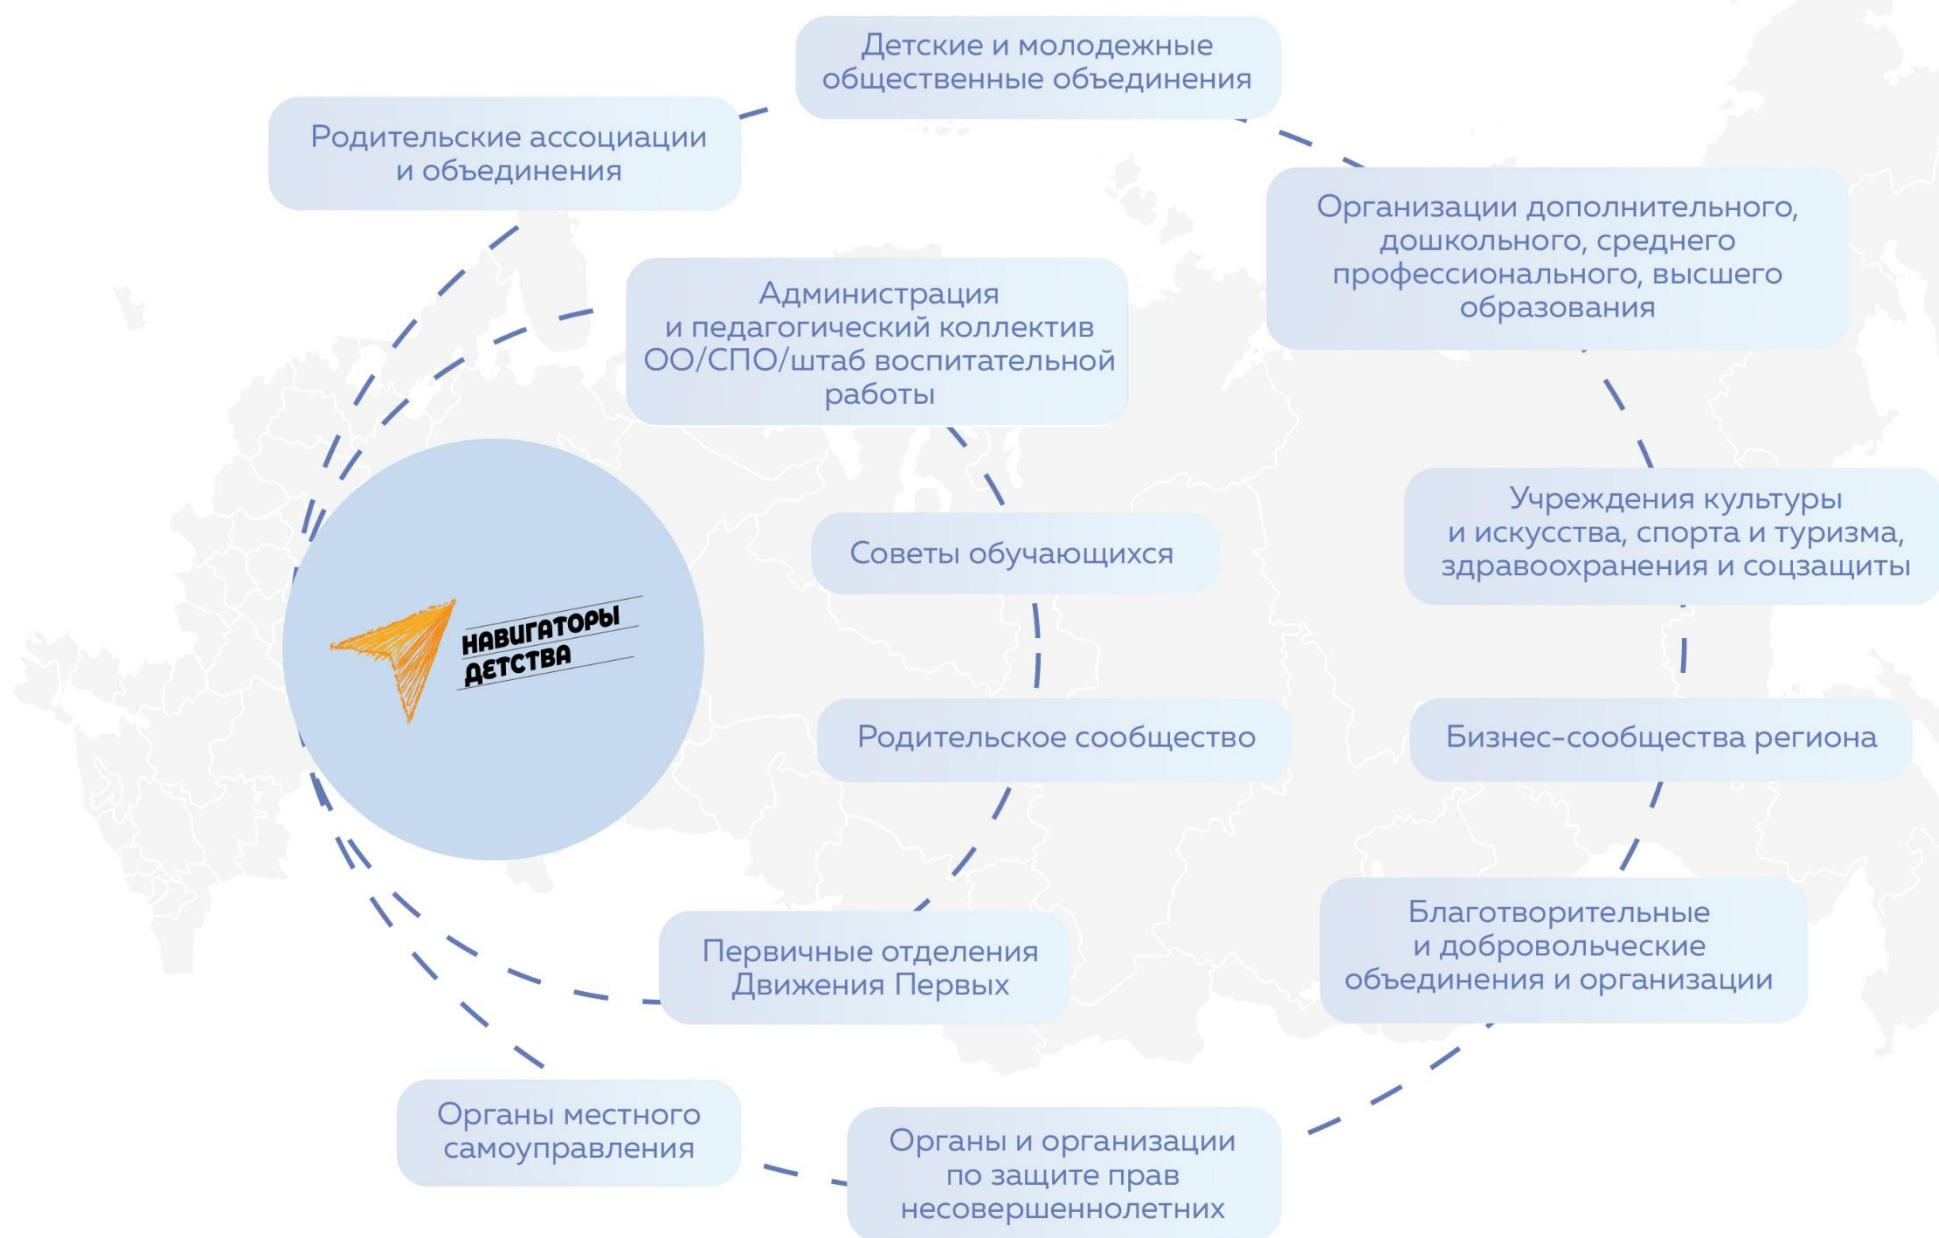 Детские и молодежные
общественные объединения
Родительские ассоциации
и объединения
Организации дополнительного,
дошкольного, среднего
профессионального, высшего
образования
Администрация
и педагогический коллектив
ОО/СПО/штаб воспитательной
работы
Учреждения культуры
и искусства, спорта и туризма,
здравоохранения и соцзащиты
Советы обучающихся
НАВИГАТОРЫ
ДЕТСТВА
Родительское сообщество
Бизнес-сообщества региона
Благотворительные
и добровольческие
объединения и организации
Первичные отделения
Движения Первых
Органы местного
самоуправления
Органы и организации
по защите прав
несовершеннолетних